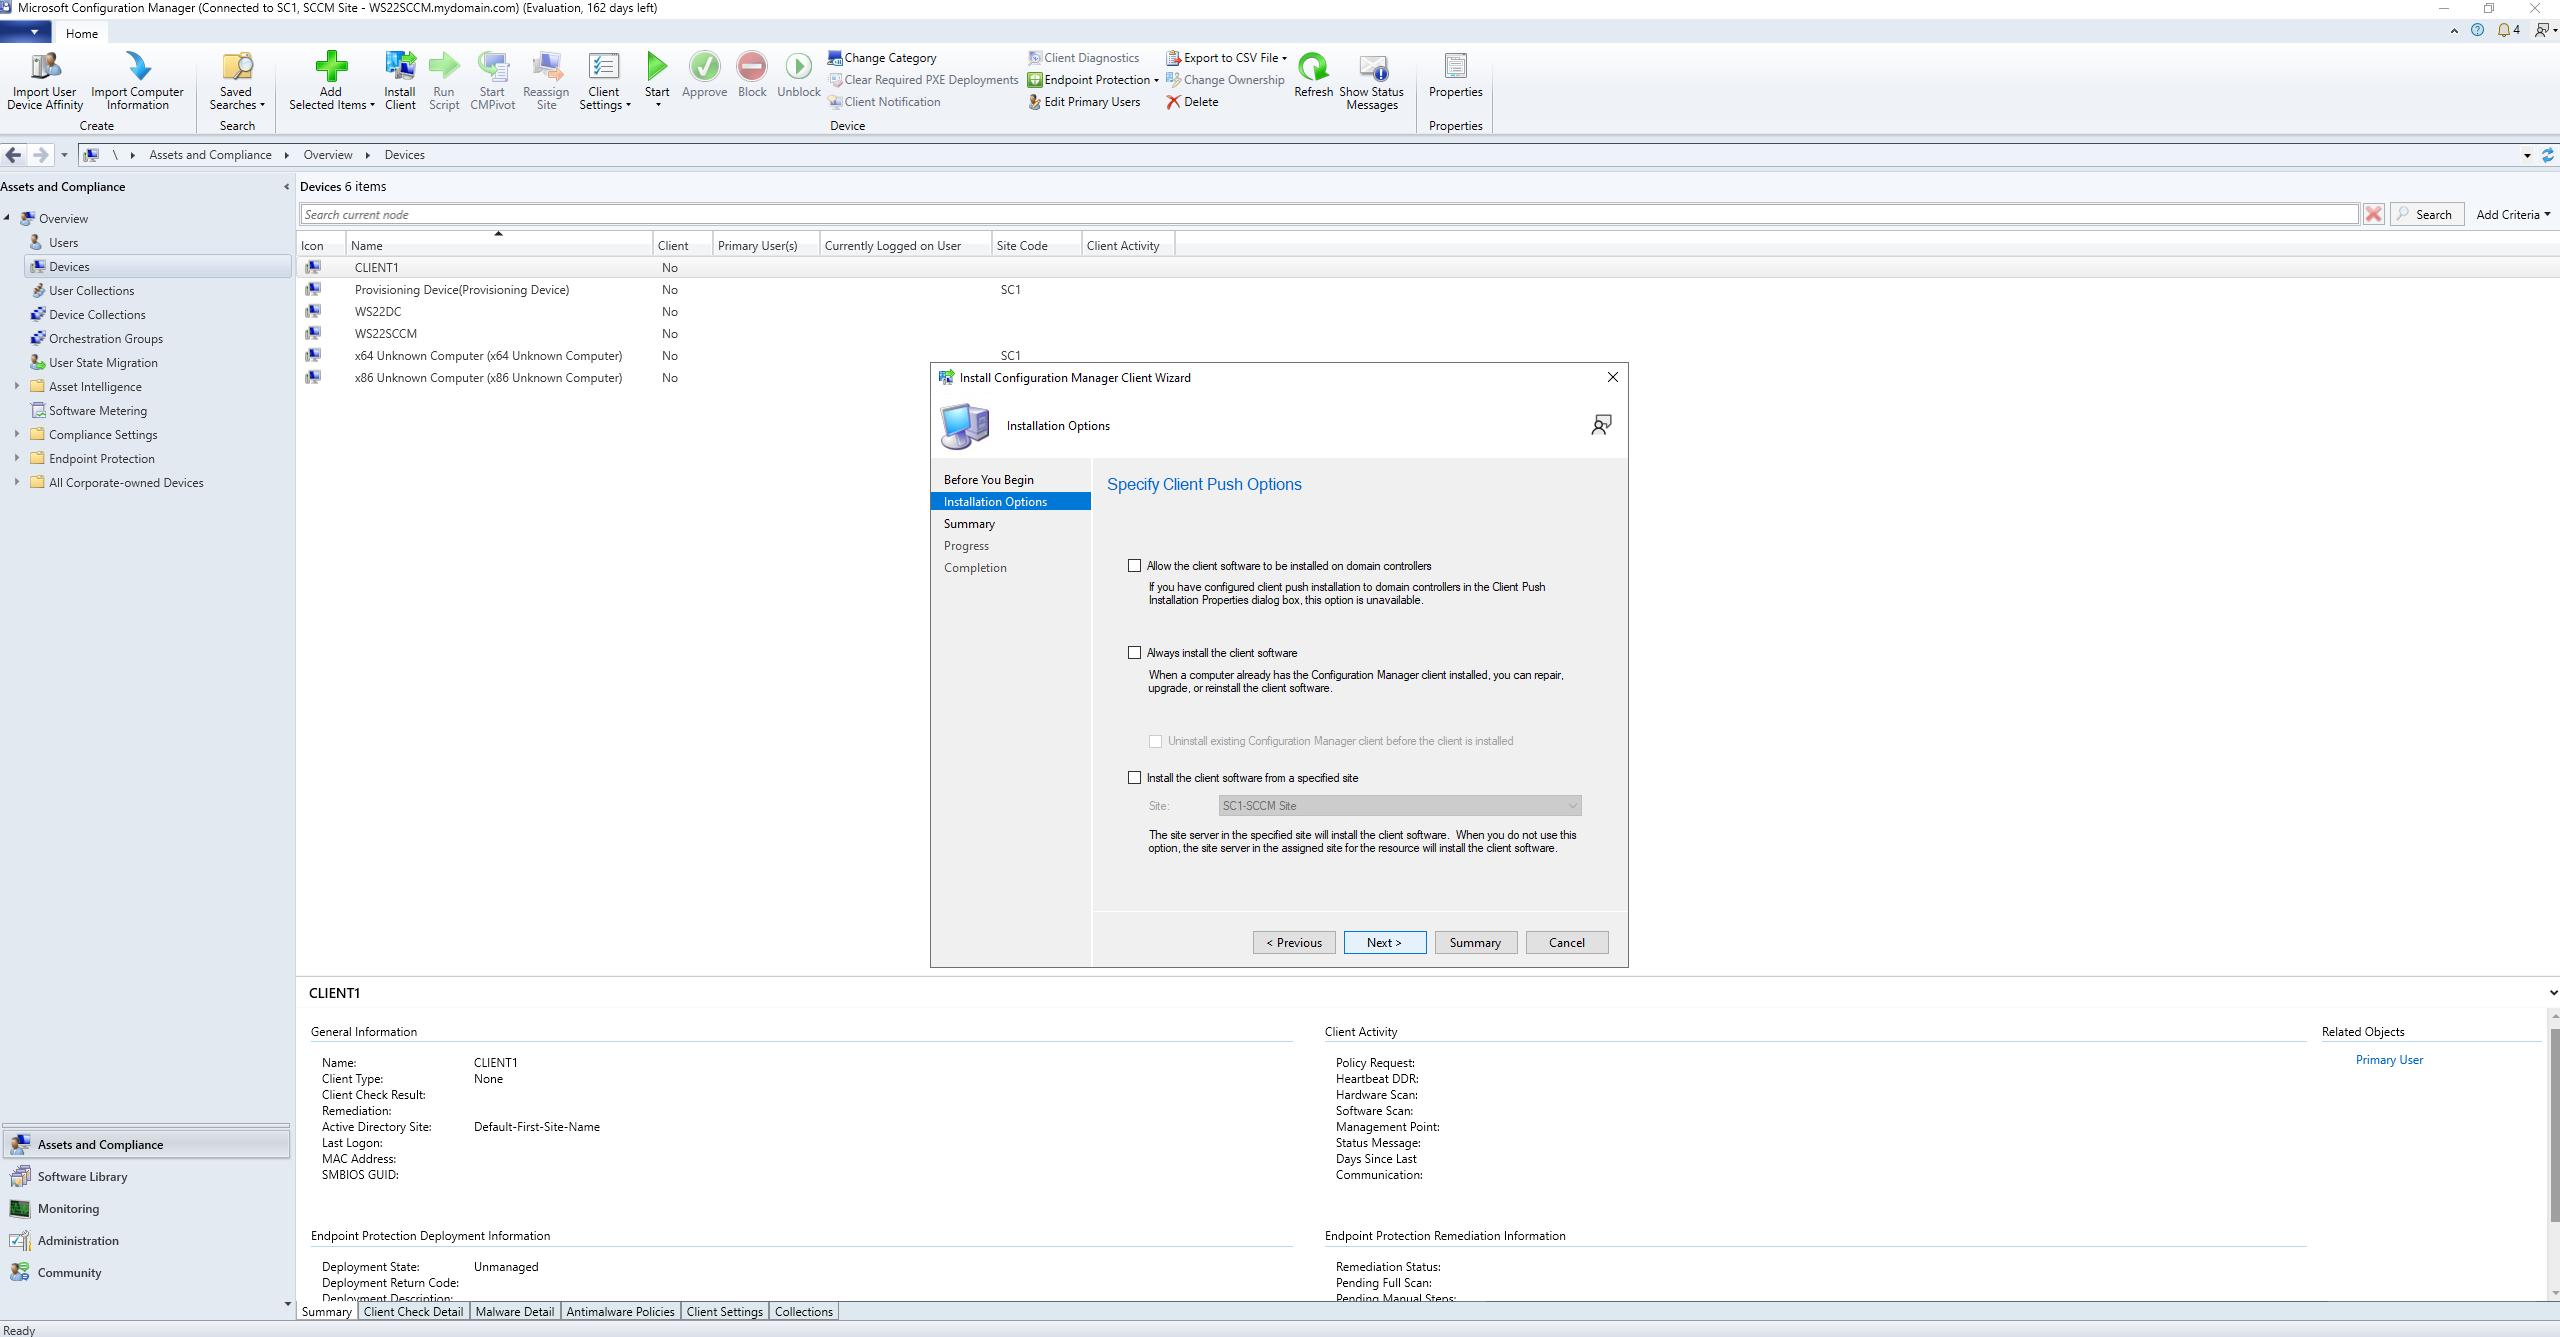 Microsoft Configuration Manager (Connected to SC1, SCCM Site - WS22SCCM.mydomain.com) (Evaluation, 162 days left)
Home
4
Import User Device Affinity
Import Computer Information
Saved Searches
Add Selected Items
Install Client
Run Script
Start CMPivot
Reassign Site
Client Settings
Start
Approve
Block
Unblock
Change Category
Clear Required PXE Deployments
Client Notification
Client Diagnostics
Endpoint Protection
Edit Primary Users
Export to CSV File
Change Ownership
Delete
Refresh
Show Status Messages
Properties
Create
Search
Device
Properties
\ Assets and Compliance Overview Devices
Assets and Compliance
Overview
Users
Devices
User Collections
Device Collections
Orchestration Groups
User State Migration
Asset Intelligence
Software Metering
Compliance Settings
Endpoint Protection
All Corporate-owned Devices
Assets and Compliance
Software Library
Monitoring
Administration
Community
Devices 6 items
Search current node
Search
Add Criteria
Icon Name Client Primary User(s) Currently Logged on User Site Code Client Activity
CLIENT1 No
Provisioning Device(Provisioning Device) No SC1
WS22DC No
WS22SCCM No
x64 Unknown Computer (x64 Unknown Computer) No SC1
x86 Unknown Computer (x86 Unknown Computer) No
Install Configuration Manager Client Wizard
Installation Options
Before You Begin
Installation Options
Summary
Progress
Completion
Specify Client Push Options
Allow the client software to be installed on domain controllers
If you have configured client push installation to domain controllers in the Client Push
Installation Properties dialog box, this option is unavailable.
Always install the client software
When a computer already has the Configuration Manager client installed, you can repair,
upgrade, or reinstall the client software.
Uninstall existing Configuration Manager client before the client is installed
Install the client software from a specified site
Site: SC1-SCCM Site
The site server in the specified site will install the client software. When you do not use this
option, the site server in the assigned site for the resource will install the client software.
< Previous
Next >
Summary
Cancel
CLIENT1
General Information
Name: CLIENT1
Client Type: None
Client Check Result:
Remediation:
Active Directory Site: Default-First-Site-Name
Last Logon:
MAC Address:
SMBIOS GUID:
Client Activity
Policy Request:
Heartbeat DDR:
Hardware Scan:
Software Scan:
Management Point:
Status Message:
Days Since Last
Communication:
Related Objects
Primary User
Endpoint Protection Deployment Information
Deployment State: Unmanaged
Deployment Return Code:
Deployment Description:
Endpoint Protection Remediation Information
Remediation Status:
Pending Full Scan:
Pending Manual Steps:
Summary
Client Check Detail
Malware Detail
Antimalware Policies
Client Settings
Collections
Ready